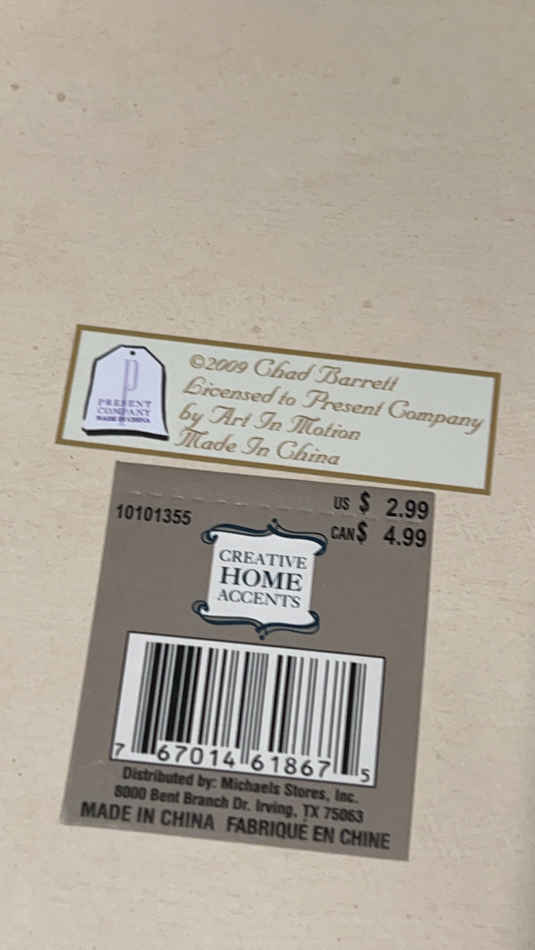 ©2009 Chad Barrett
Licensed to Present Company
by Art In Motion
Made In China
P
PRESENT
COMPANY
MADE IN CHINA
US $ 2.99
CAN $ 4.99
10101355
CREATIVE
HOME
ACCENTS
7 67014 61867 5
Distributed by: Michaels Stores, Inc.
8000 Bent Branch Dr. Irving, TX 75063
MADE IN CHINA FABRIQUÉ EN CHINE